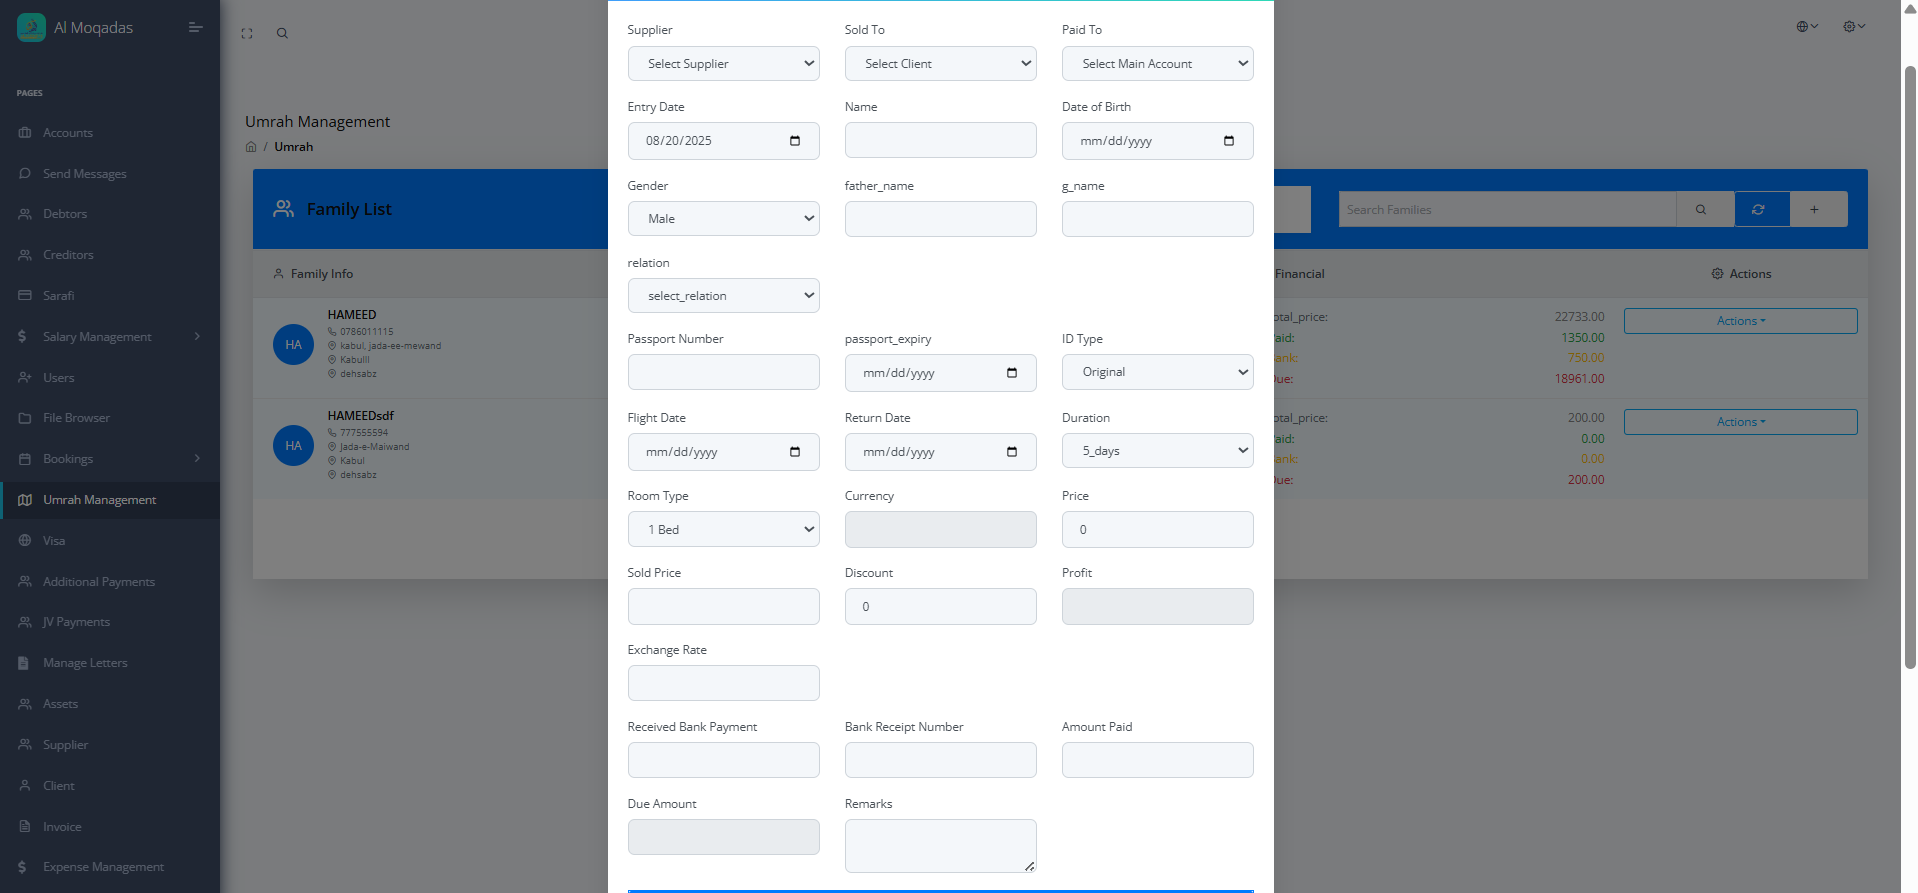 Al Moqadas
PAGES
Accounts
Send Messages
Debtors
Creditors
Sarafi
Salary Management
Users
File Browser
Bookings
Umrah Management
Visa
Additional Payments
JV Payments
Manage Letters
Assets
Supplier
Client
Invoice
Expense Management
Umrah Management
/ Umrah
Family List
Search Families
+
Family Info
Financial
Actions
HAMEED
HA
0786011115
kabul, jada-ee-mewand
Kabulll
dehsabz
otal_price: 22733.00
aid: 1350.00
ank: 750.00
Due: 18961.00
Actions
HAMEEDsdf
HA
777555594
Jada-e-Maiwand
Kabul
dehsabz
otal_price: 200.00
aid: 0.00
ank: 0.00
Due: 200.00
Actions
Supplier Sold To Paid To
Select Supplier Select Client Select Main Account
Entry Date Name Date of Birth
08/20/2025 mm/dd/yyyy
Gender father_name g_name
Male
relation
select_relation
Passport Number passport_expiry ID Type
mm/dd/yyyy Original
Flight Date Return Date Duration
mm/dd/yyyy mm/dd/yyyy 5_days
Room Type Currency Price
1 Bed 0
Sold Price Discount Profit
0
Exchange Rate
Received Bank Payment Bank Receipt Number Amount Paid
Due Amount Remarks